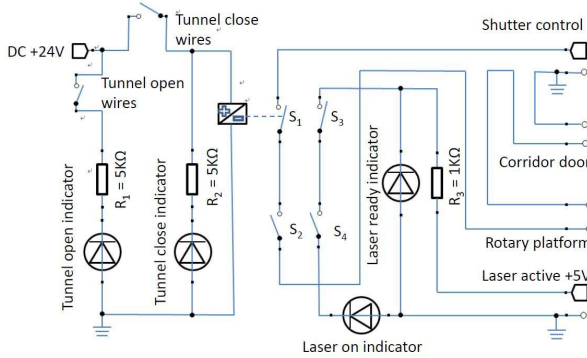 Tunnel close
wires
Shutter control
DC +24V
Tunnel open
wires
S1
S3
Corridor door
Tunnel open indicator
R1 = 5KΩ
Tunnel close indicator
R2 = 5KΩ
Laser ready indicator
R3 = 1KΩ
S2
S4
Rotary platform
Laser active +5V
Laser on indicator